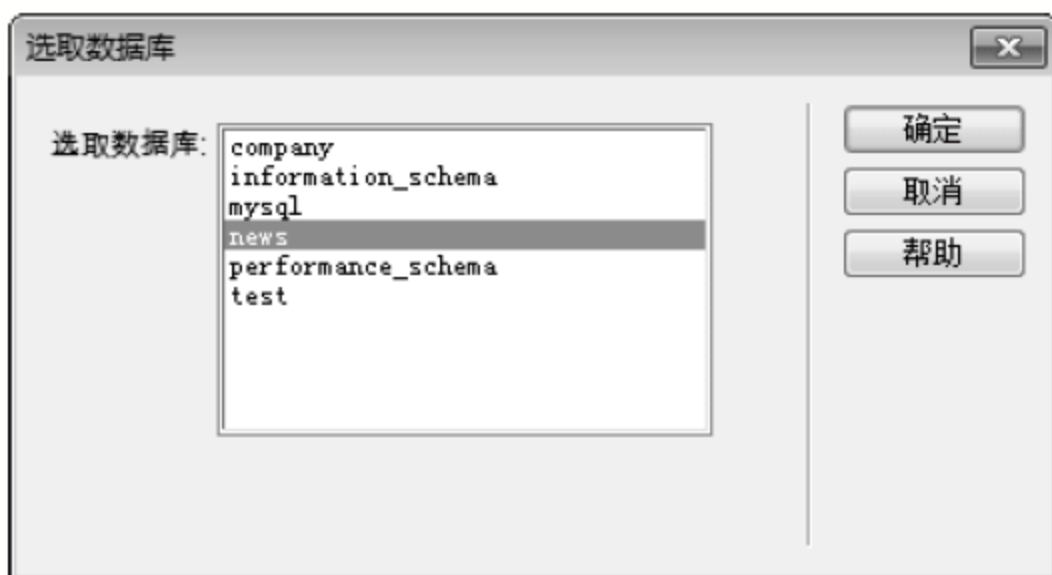 选取数据库
选取数据库:
company
information_schema
mysql
news
performance_schema
test
确定
取消
帮助